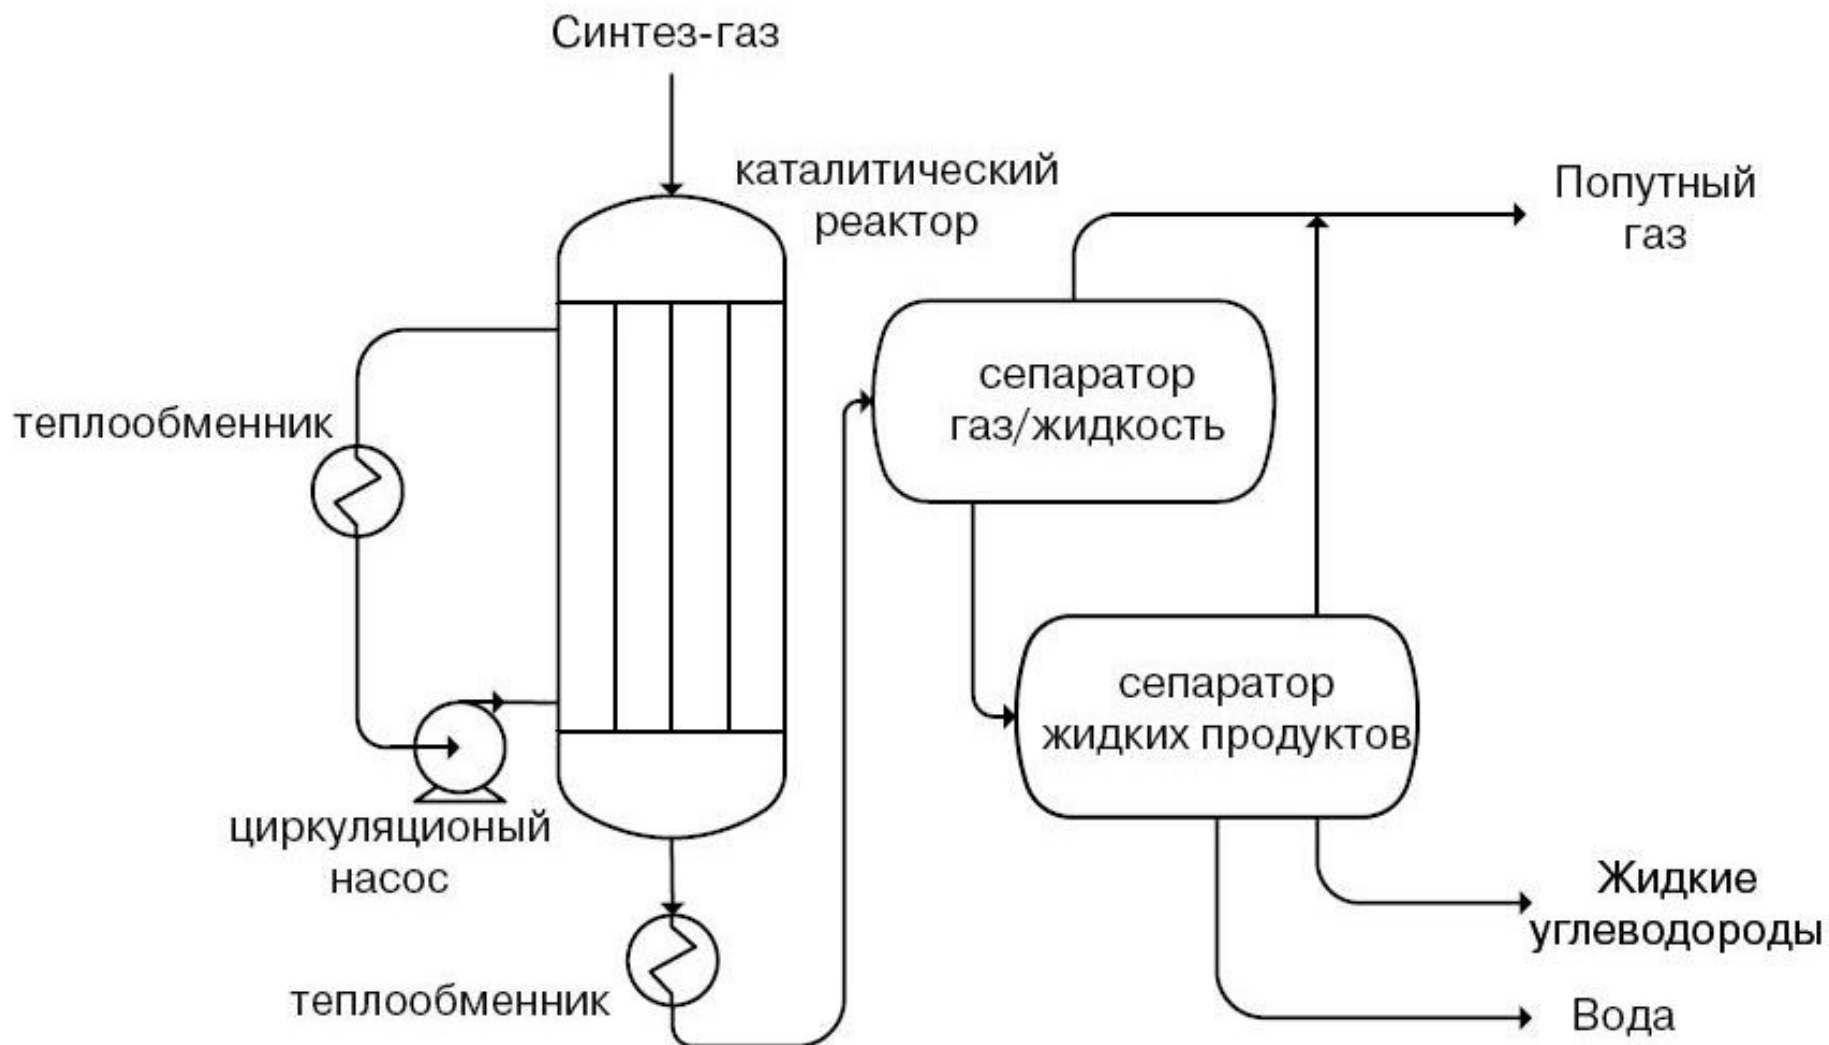 Синтез-газ
каталитический
реактор
Попутный
газ
теплообменник
сепаратор
газ/жидкость
сепаратор
жидких продуктов
циркуляционый
насос
теплообменник
Жидкие
углеводороды
Вода